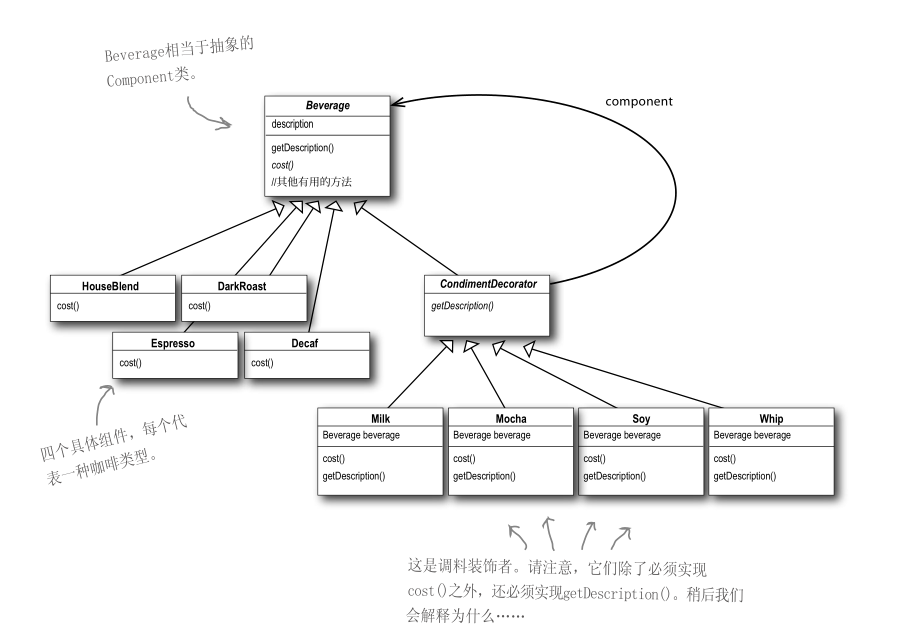 Beverage相当于抽象的
Component类。
component
Beverage
description
getDescription()
cost()
//其他有用的方法
HouseBlend
cost()
DarkRoast
cost()
CondimentDecorator
getDescription()
Espresso
cost()
Decaf
cost()
四个具体组件，每个代
表一种咖啡类型。
Milk
Beverage beverage
cost()
getDescription()
Mocha
Beverage beverage
cost()
getDescription()
Soy
Beverage beverage
cost()
getDescription()
Whip
Beverage beverage
cost()
getDescription()
这是调料装饰者。请注意，它们除了必须实现
cost()之外，还必须实现getDescription()。稍后我们
会解释为什么……